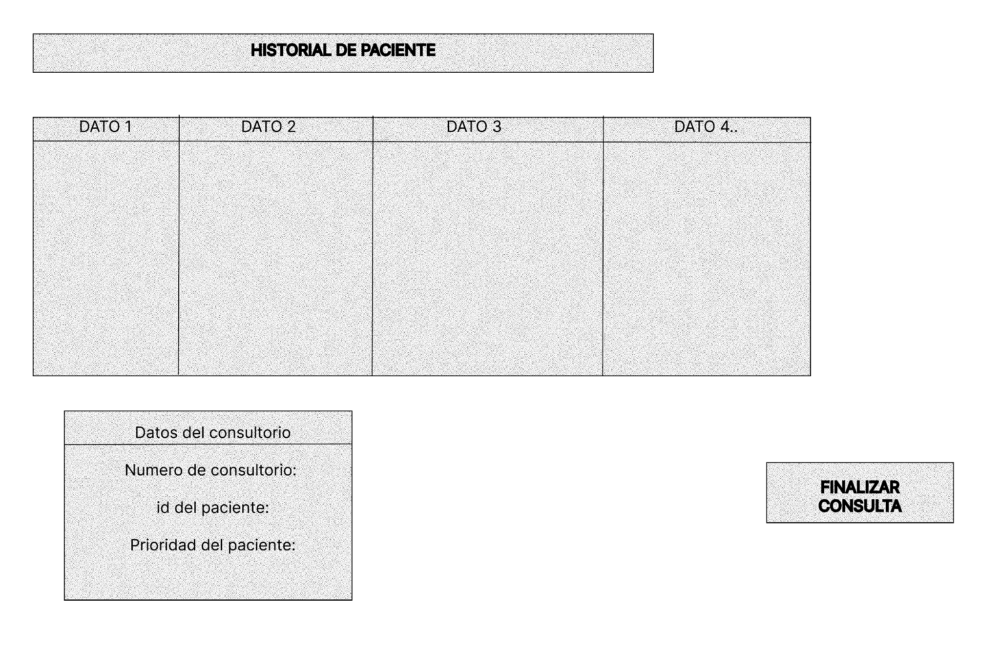 HISTORIAL DE PACIENTE
DATO 1 DATO 2 DATO 3 DATO 4..
Datos del consultorio
Numero de consultorio:
id del paciente:
Prioridad del paciente:
FINALIZAR
CONSULTA